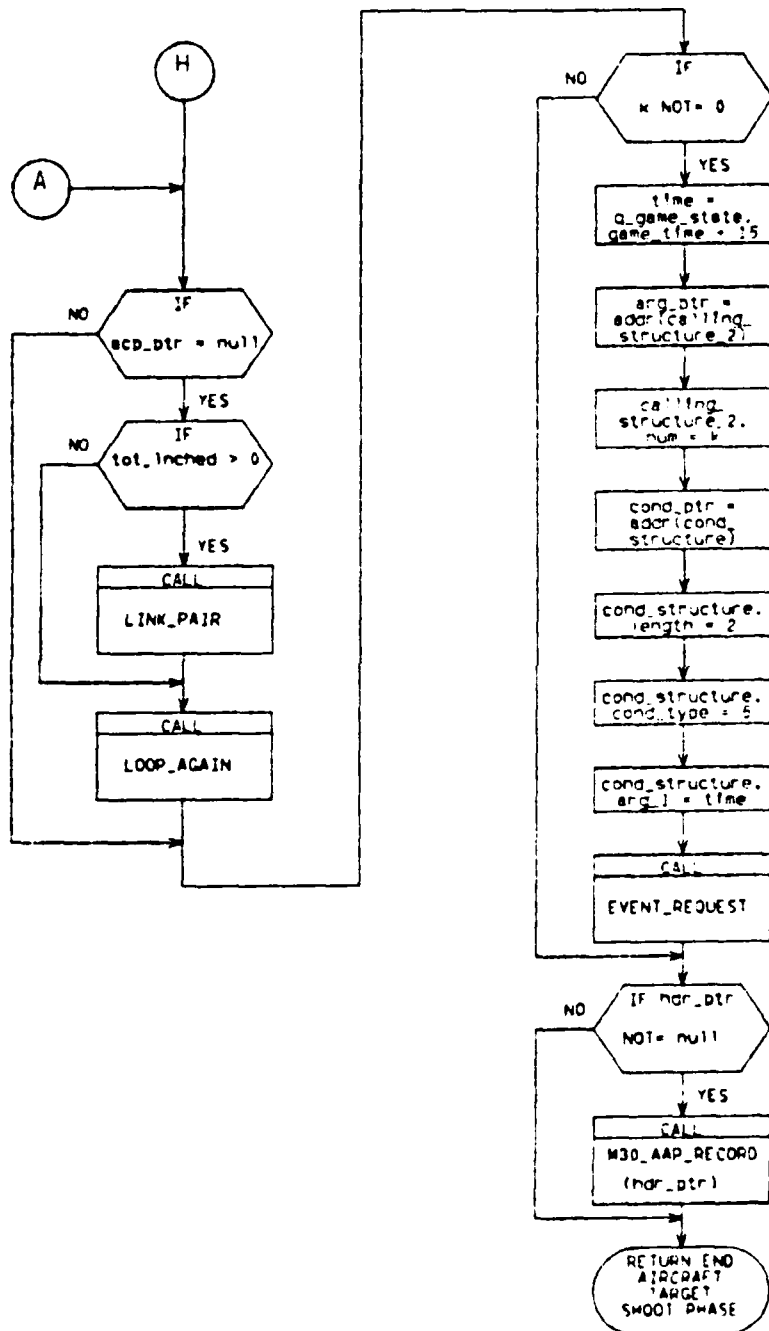 H
A
IF
NO
acp_ptr = null
YES
IF
NO
tot_lnched > 0
YES
CALL
LINK_PAIR
CALL
LOOP_AGAIN
IF
NO
k NOT= 0
YES
time =
g_game_state.
game_time + 15
arg_ptr =
addr(calling_
structure_2)
calling_
structure_2.
num = k
cond_ptr =
addr(cond_
structure)
cond_structure.
length = 2
cond_structure.
cond_type = 5
cond_structure.
arg_1 = time
CALL
EVENT_REQUEST
IF hdr_ptr
NO
NOT= null
YES
CALL
M30_AAP_RECORD
(hdr_ptr)
RETURN END
AIRCRAFT
TARGET
SHOOT PHASE